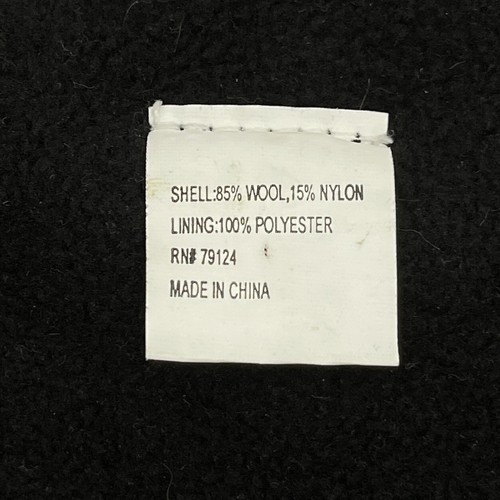 SHELL:85% WOOL,15% NYLON
LINING:100% POLYESTER
RN# 79124
MADE IN CHINA